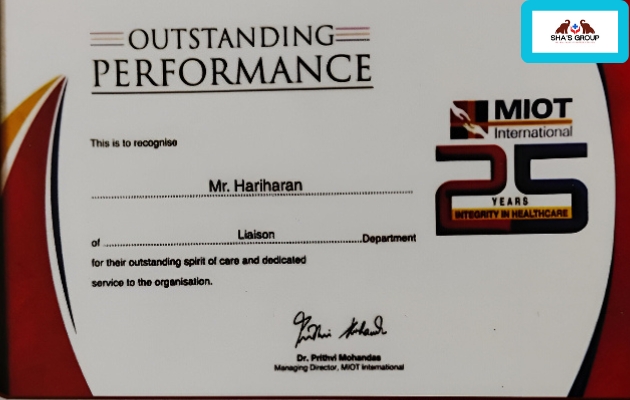 OUTSTANDING
PERFORMANCE
This is to recognise
Mr. Hariharan
of Liaison Department
for their outstanding spirit of care and dedicated
service to the organisation.
Dr. Prithvi Mohandas
Managing Director, MIOT International
MIOT
International
25
YEARS
INTEGRITY IN HEALTHCARE
SHA'S GROUP